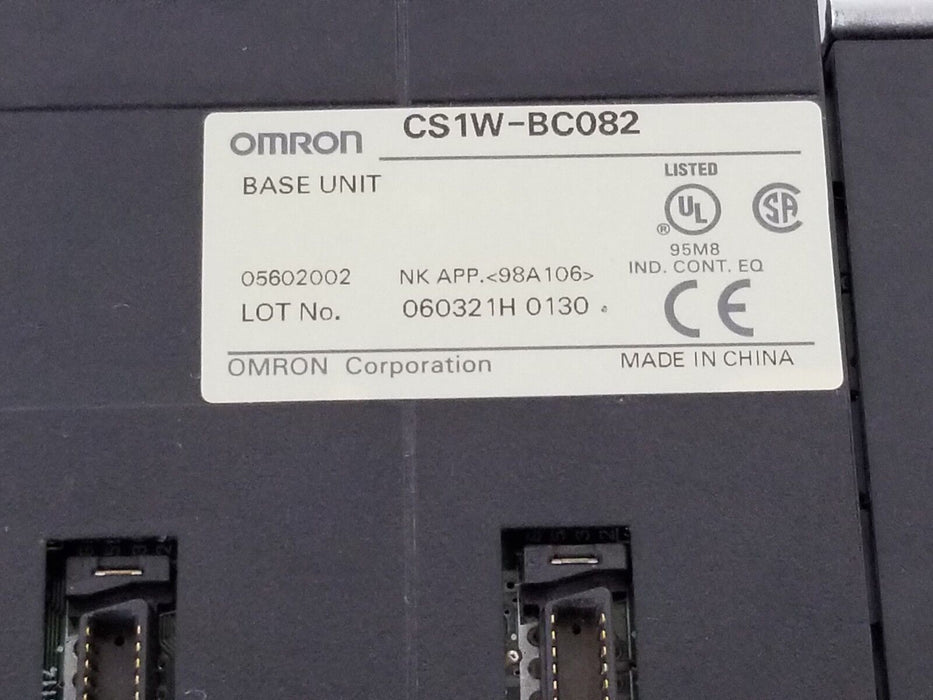 OMRON CS1W-BC082
BASE UNIT
LISTED
UL
®
SA
95M8
IND. CONT. EQ
05602002 NK APP.<98A106>
LOT No. 060321H 0130
CE
OMRON Corporation MADE IN CHINA